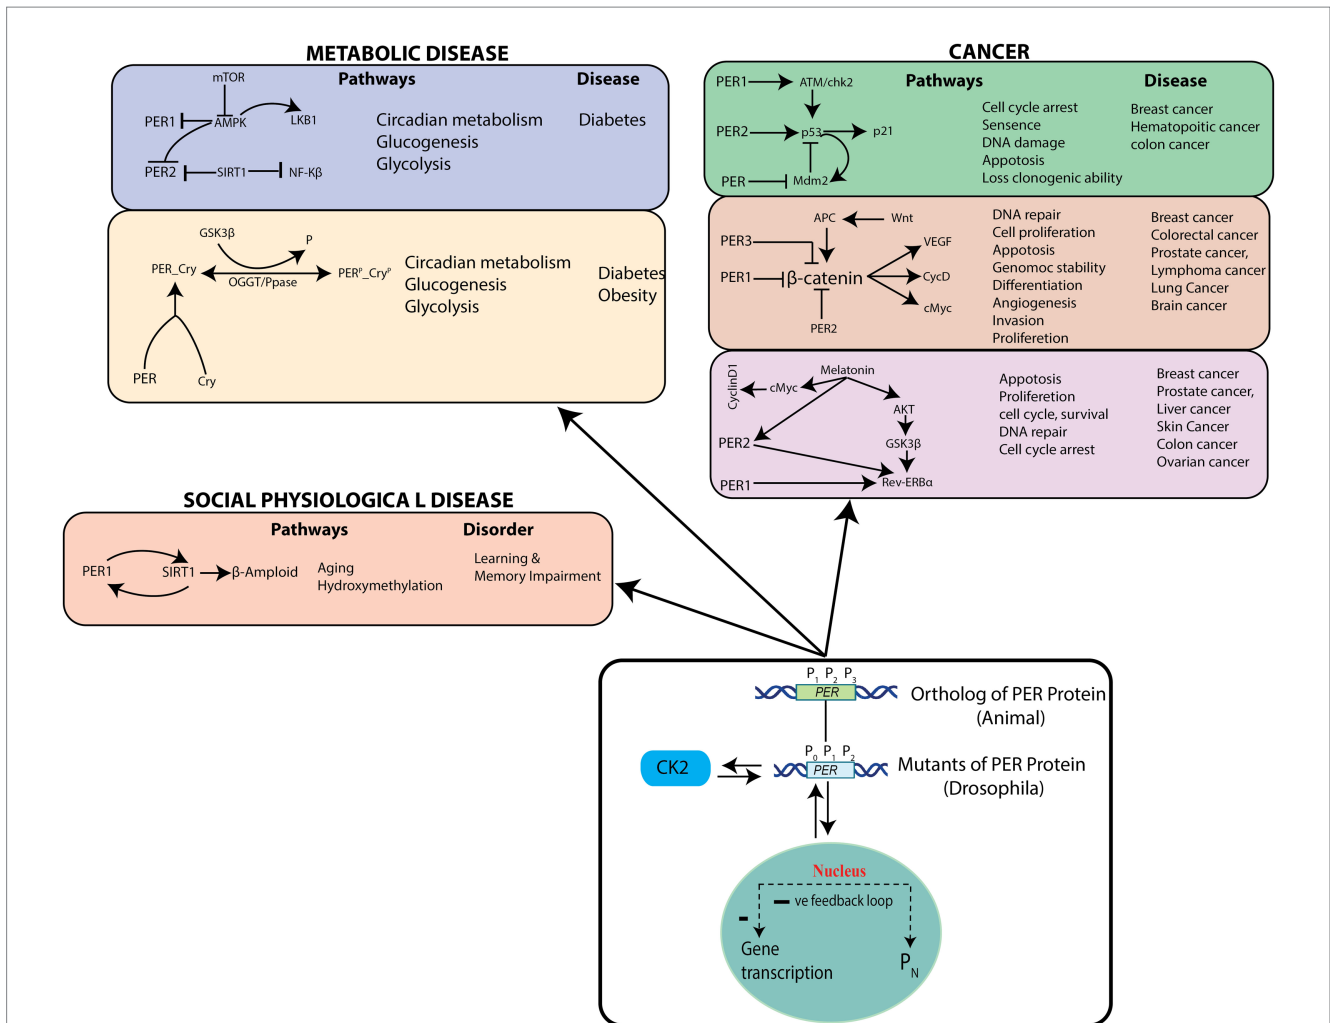 METABOLIC DISEASE
mTOR
Pathways
Disease
PER1
AMPK
LKB1
Circadian metabolism
Glucogenesis
Glycolysis
Diabetes
PER2
SIRT1
NF-Kβ
GSK3β
P
PER_Cry
OGGT/Ppase
PERᴾ_Cryᴾ
Circadian metabolism
Glucogenesis
Glycolysis
Diabetes
Obesity
PER
Cry
CANCER
PER1
ATM/chk2
Pathways
Disease
PER2
p53
p21
Cell cycle arrest
Sensence
DNA damage
Appotosis
Loss clonogenic ability
Breast cancer
Hematopoitic cancer
colon cancer
PER
Mdm2
APC
Wnt
PER3
VEGF
PER1
β-catenin
CycD
cMyc
PER2
DNA repair
Cell proliferation
Appotosis
Genomoc stability
Differentiation
Angiogenesis
Invasion
Proliferetion
Breast cancer
Colorectal cancer
Prostate cancer,
Lymphoma cancer
Lung Cancer
Brain cancer
Melatonin
CyclinD1
cMyc
AKT
PER2
GSK3β
PER1
Rev-ERBα
Appotosis
Proliferetion
cell cycle, survival
DNA repair
Cell cycle arrest
Breast cancer
Prostate cancer,
Liver cancer
Skin Cancer
Colon cancer
Ovarian cancer
SOCIAL PHYSIOLOGICA L DISEASE
Pathways
Disorder
PER1
SIRT1
β-Amploid
Aging
Hydroxymethylation
Learning &
Memory Impairment
P₁ P₂ P₃
PER
Ortholog of PER Protein
(Animal)
P₀ P₁ P₂
CK2
PER
Mutants of PER Protein
(Drosophila)
Nucleus
– ve feedback loop
-
Gene
transcription
P_N